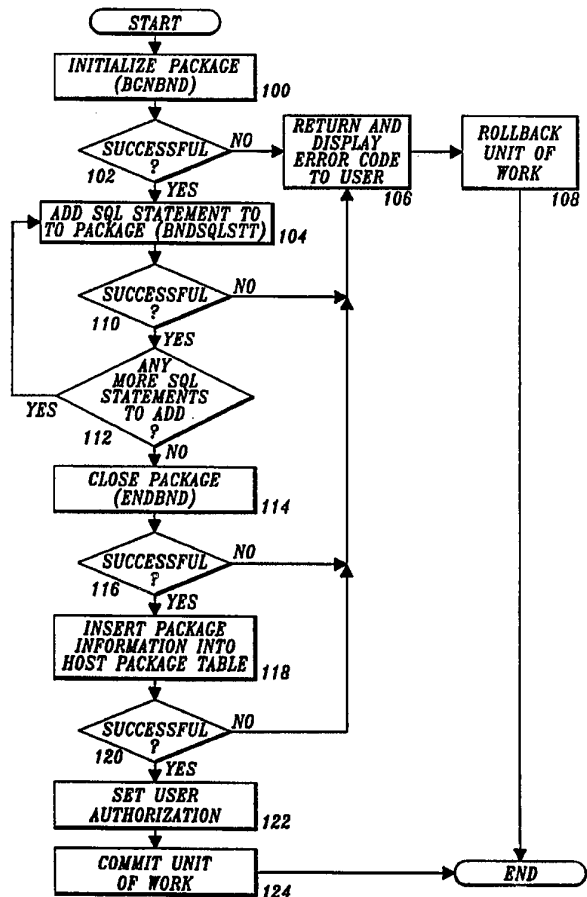 START
INITIALIZE PACKAGE
(BGNBND)
100
SUCCESSFUL
?
102
NO
YES
RETURN AND
DISPLAY
ERROR CODE
TO USER
106
ROLLBACK
UNIT OF
WORK
108
ADD SQL STATEMENT TO
TO PACKAGE (BNDSQLSTT)
104
SUCCESSFUL
?
110
NO
YES
ANY
MORE SQL
STATEMENTS
TO ADD
?
112
YES
NO
CLOSE PACKAGE
(ENDBND)
114
SUCCESSFUL
?
116
NO
YES
INSERT PACKAGE
INFORMATION INTO
HOST PACKAGE TABLE
118
SUCCESSFUL
?
120
NO
YES
SET USER
AUTHORIZATION
122
COMMIT UNIT
OF WORK
124
END